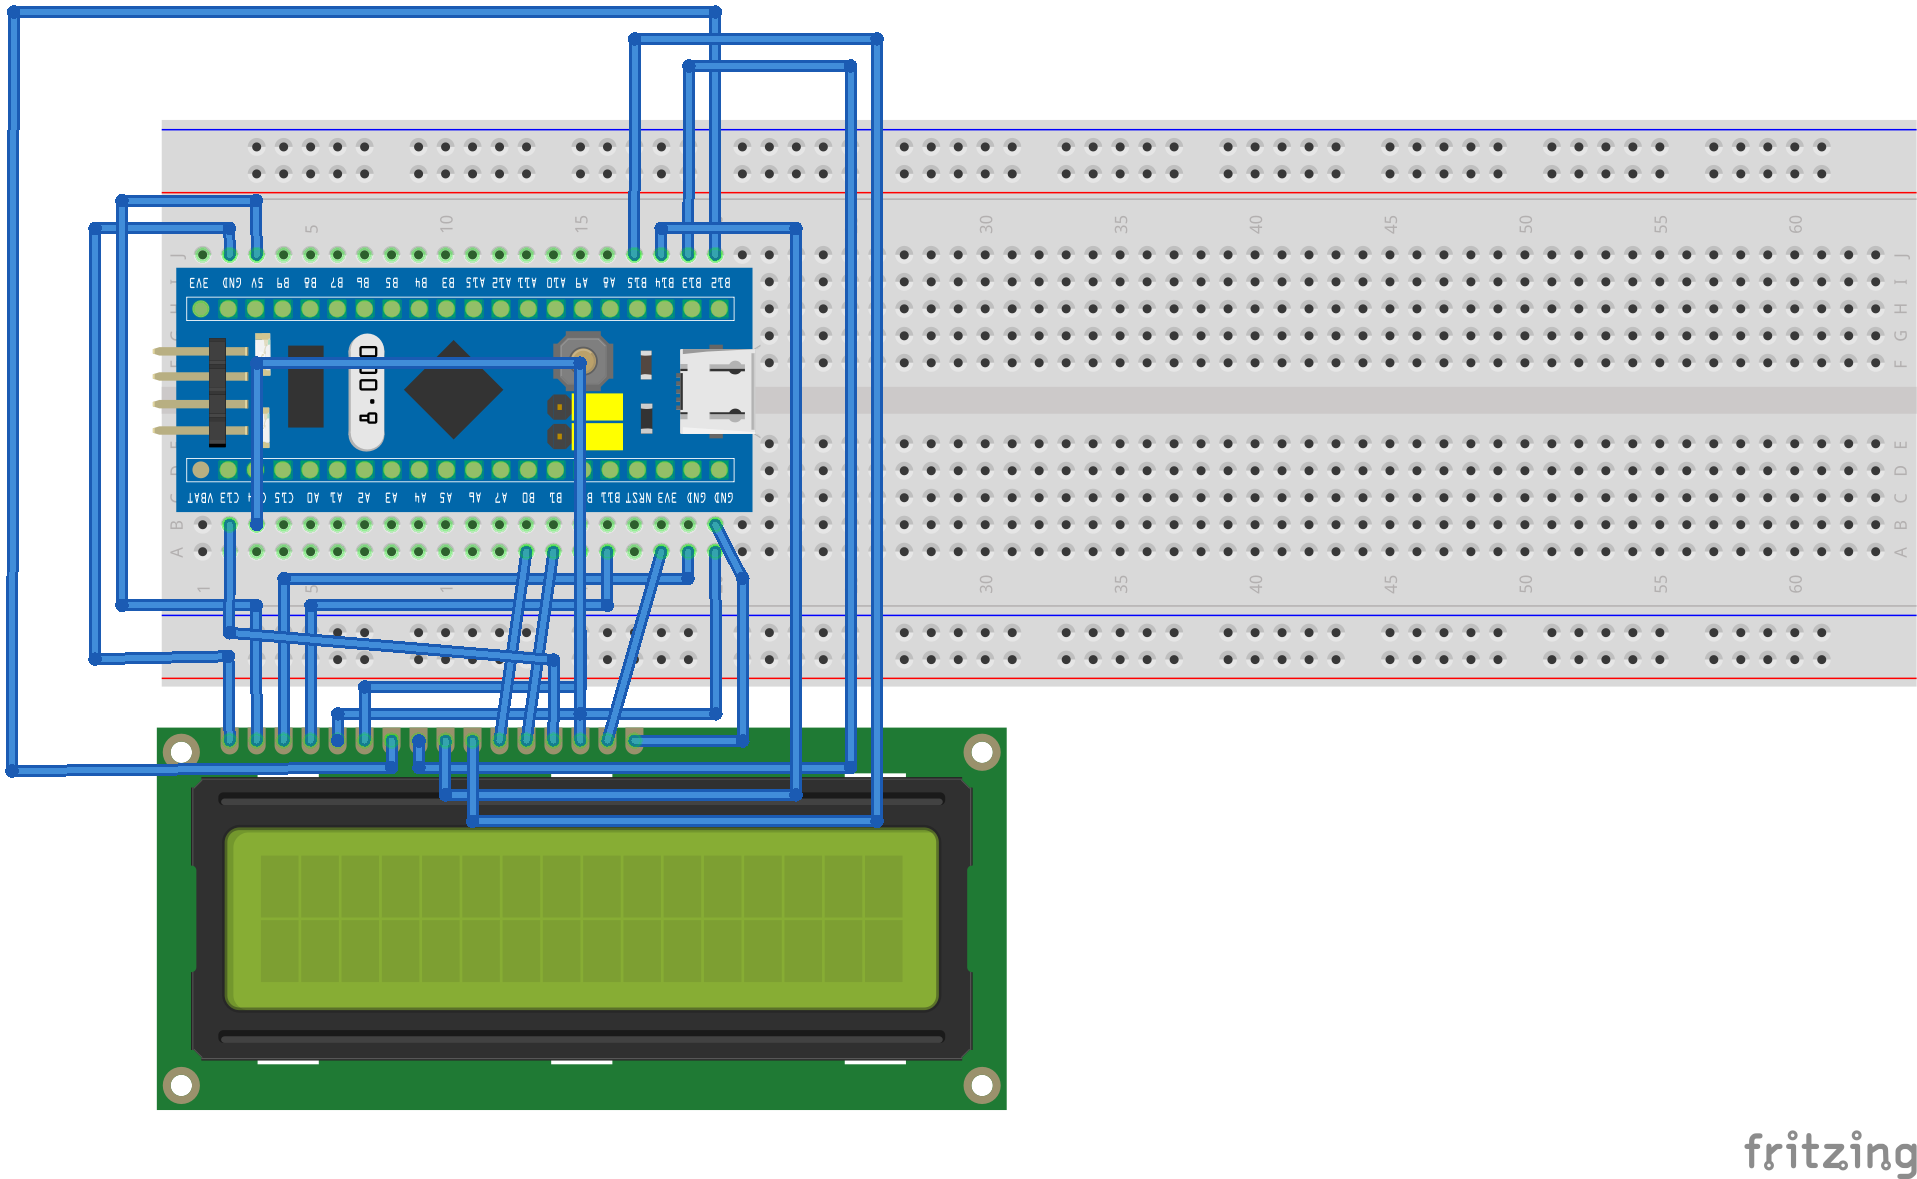 5 10 15 30 35 40 45 50 55 60
J J
3V3 GND 5V B9 B8 B7 B6 B5 B4 B3 A15 A12 A11 A10 A9 A8 B15 B14 B13 B12
I
H
G
F
8.000
E
D
VBAT C13 C15 A0 A1 A2 A3 A4 A5 A6 A7 B0 B1 B11 NRST 3V3 GND GND
C
B B
A A
1 5 1 30 35 40 45 50 55 60
fritzing